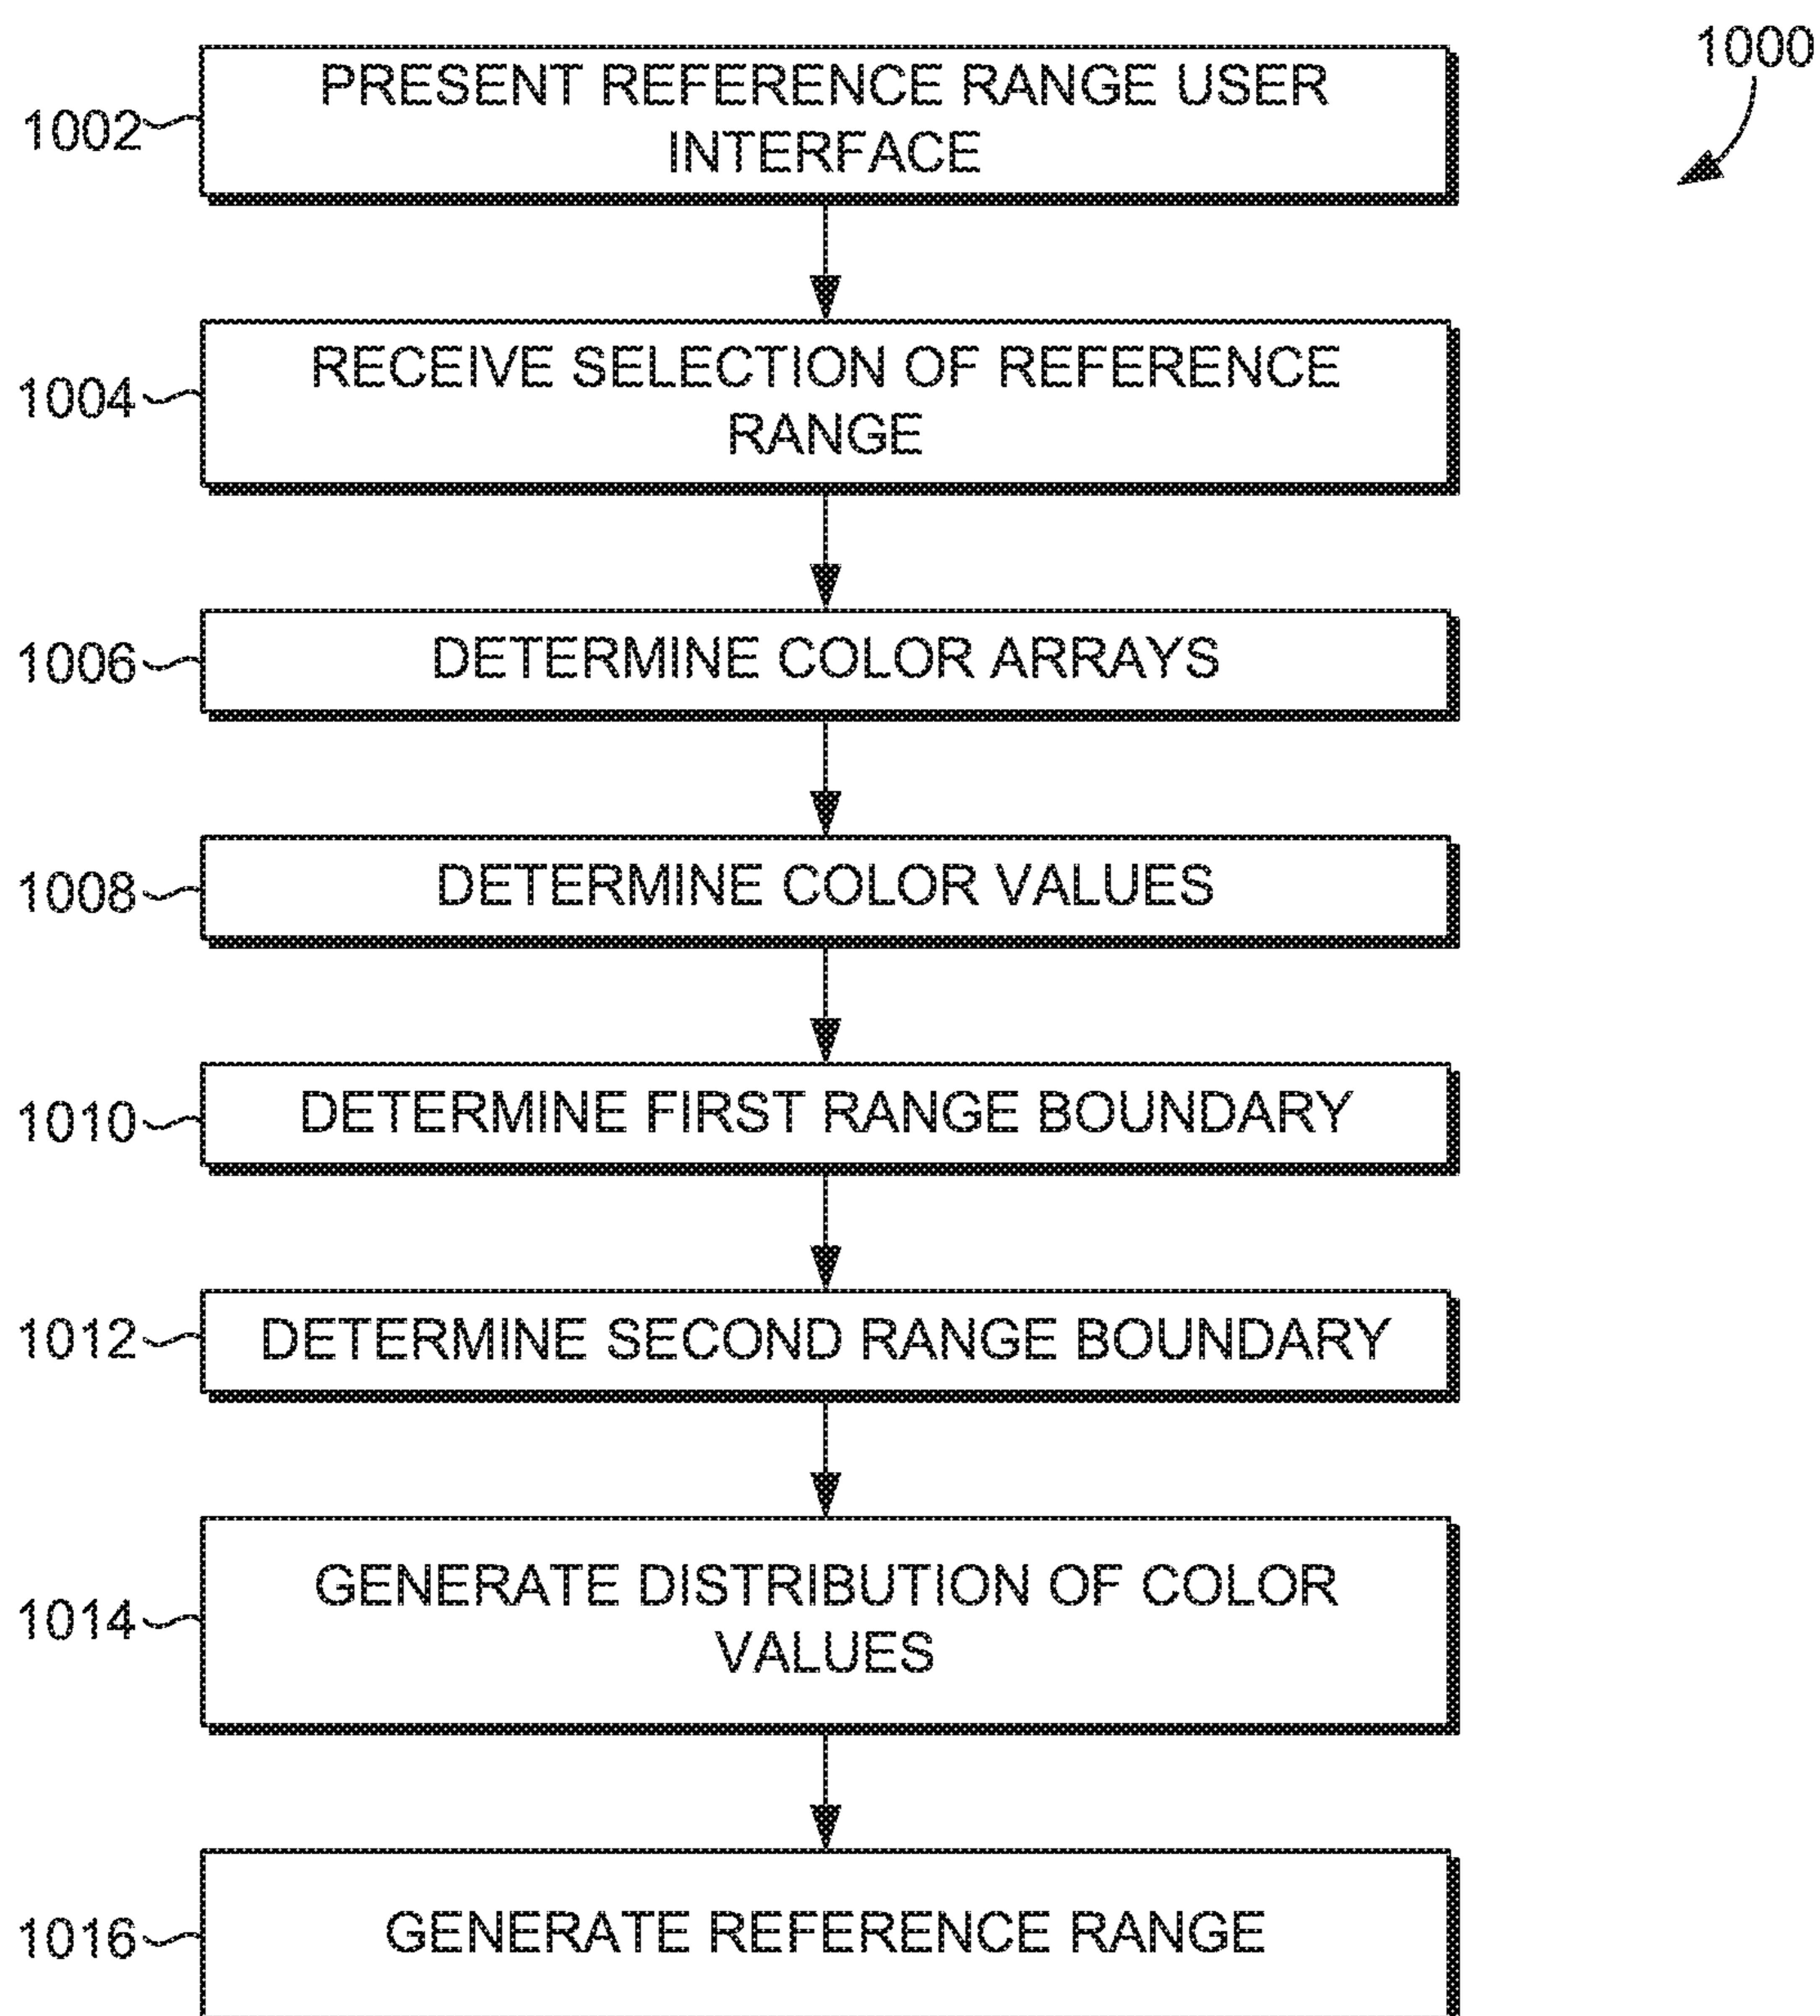 1000
PRESENT REFERENCE RANGE USER
INTERFACE
1002
RECEIVE SELECTION OF REFERENCE
RANGE
1004
DETERMINE COLOR ARRAYS
1006
DETERMINE COLOR VALUES
1008
DETERMINE FIRST RANGE BOUNDARY
1010
DETERMINE SECOND RANGE BOUNDARY
1012
GENERATE DISTRIBUTION OF COLOR
VALUES
1014
GENERATE REFERENCE RANGE
1016